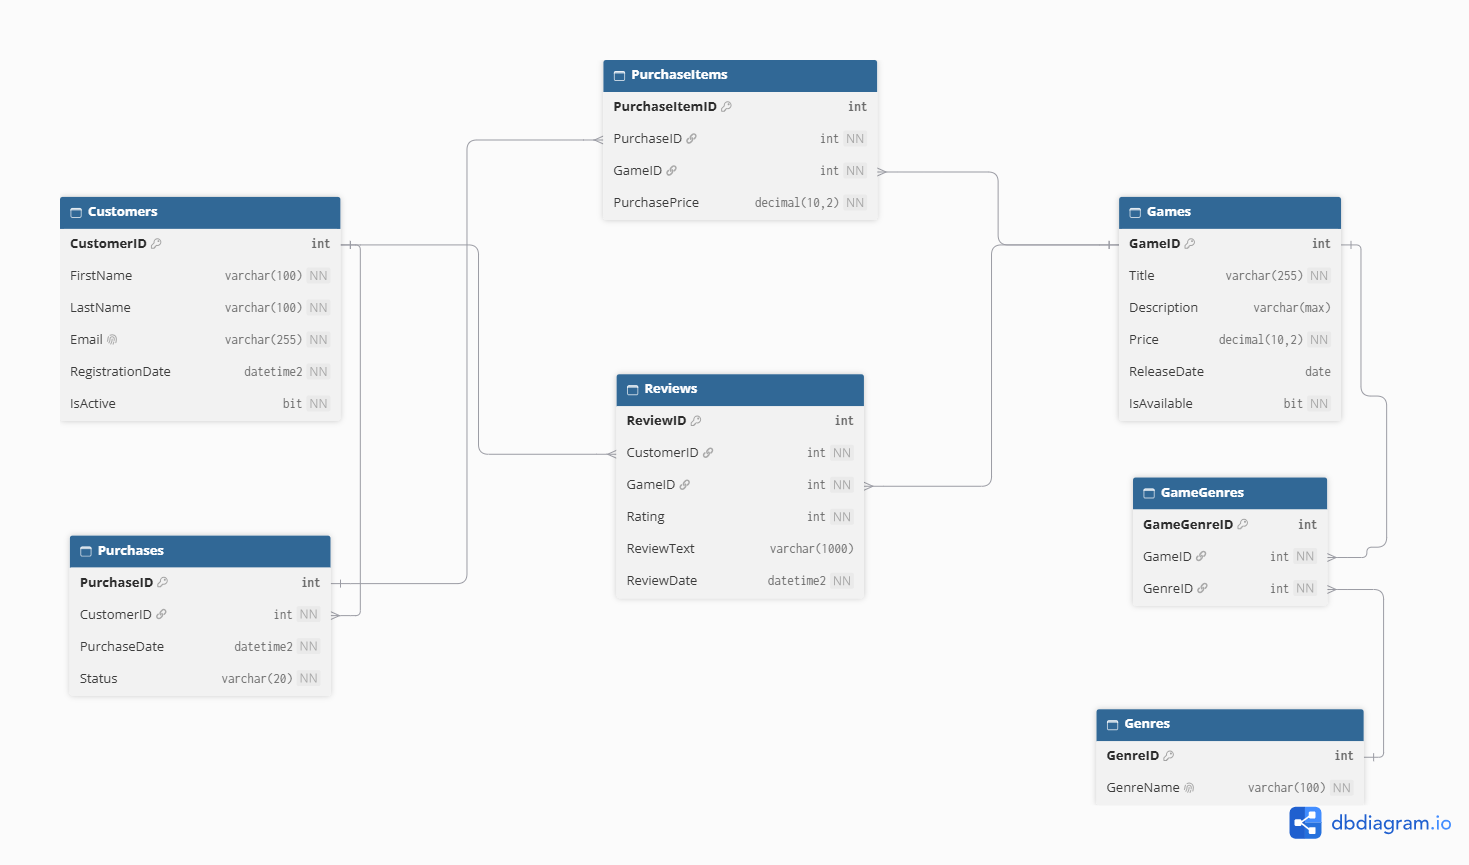 PurchaseItems
PurchaseItemID int
PurchaseID int NN
GameID int NN
PurchasePrice decimal(10,2) NN
Customers
CustomerID int
FirstName varchar(100) NN
LastName varchar(100) NN
Email varchar(255) NN
RegistrationDate datetime2 NN
IsActive bit NN
Games
GameID int
Title varchar(255) NN
Description varchar(max)
Price decimal(10,2) NN
ReleaseDate date
IsAvailable bit NN
Reviews
ReviewID int
CustomerID int NN
GameID int NN
Rating int NN
ReviewText varchar(1000)
ReviewDate datetime2 NN
GameGenres
GameGenreID int
GameID int NN
GenreID int NN
Purchases
PurchaseID int
CustomerID int NN
PurchaseDate datetime2 NN
Status varchar(20) NN
Genres
GenreID int
GenreName varchar(100) NN
dbdiagram.io